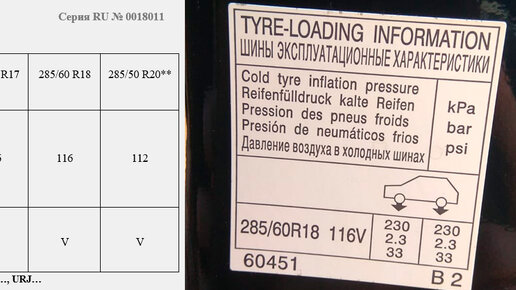 Серия RU № 0018011
R17 285/60 R18 285/50 R20**
116 112
V V
..., URJ...
TYRE-LOADING INFORMATION
ШИНЫ ЭКСПЛУАТАЦИОННЫЕ ХАРАКТЕРИСТИКИ
Cold tyre inflation pressure
Reifenfülldruck kalte Reifen
Pression des pneus froids
Presión de neumáticos frios
Давление воздуха в холодных шинах
kPa
bar
psi
285/60R18 116V
230 230
2.3 2.3
33 33
60451
B 2